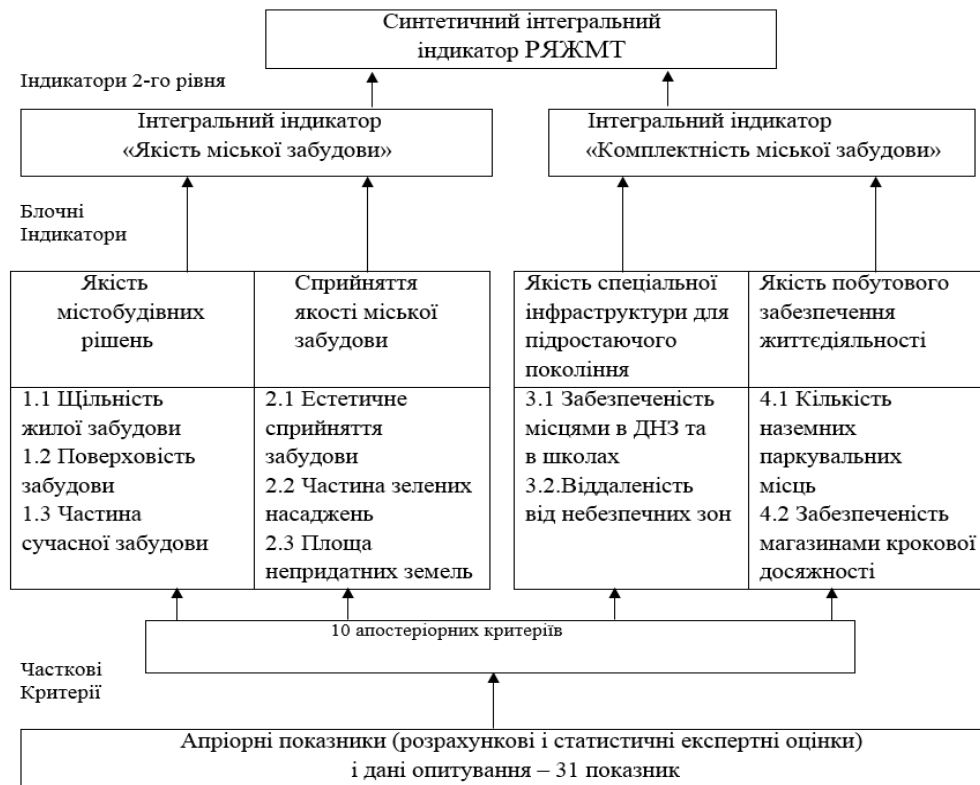 Синтетичний інтегральний
індикатор РЯЖМТ
Індикатори 2-го рівня
Інтегральний індикатор
«Якість міської забудови»
Інтегральний індикатор
«Комплектність міської забудови»
Блочні
Індикатори
Якість
містобудівних
рішень
Сприйняття
якості міської
забудови
Якість спеціальної
інфраструктури для
підростаючого
покоління
Якість побутового
забезпечення
життєдіяльності
1.1 Щільність
жилої забудови
1.2 Поверховість
забудови
1.3 Частина
сучасної забудови
2.1 Естетичне
сприйняття
забудови
2.2 Частина зелених
насаджень
2.3 Площа
непридатних земель
3.1 Забезпеченість
місцями в ДНЗ та
в школах
3.2.Віддаленість
від небезпечних зон
4.1 Кількість
наземних
паркувальних
місць
4.2 Забезпеченість
магазинами крокової
досяжності
10 апостеріорних критеріїв
Часткові
Критерії
Апріорні показники (розрахункові і статистичні експертні оцінки)
і дані опитування – 31 показник